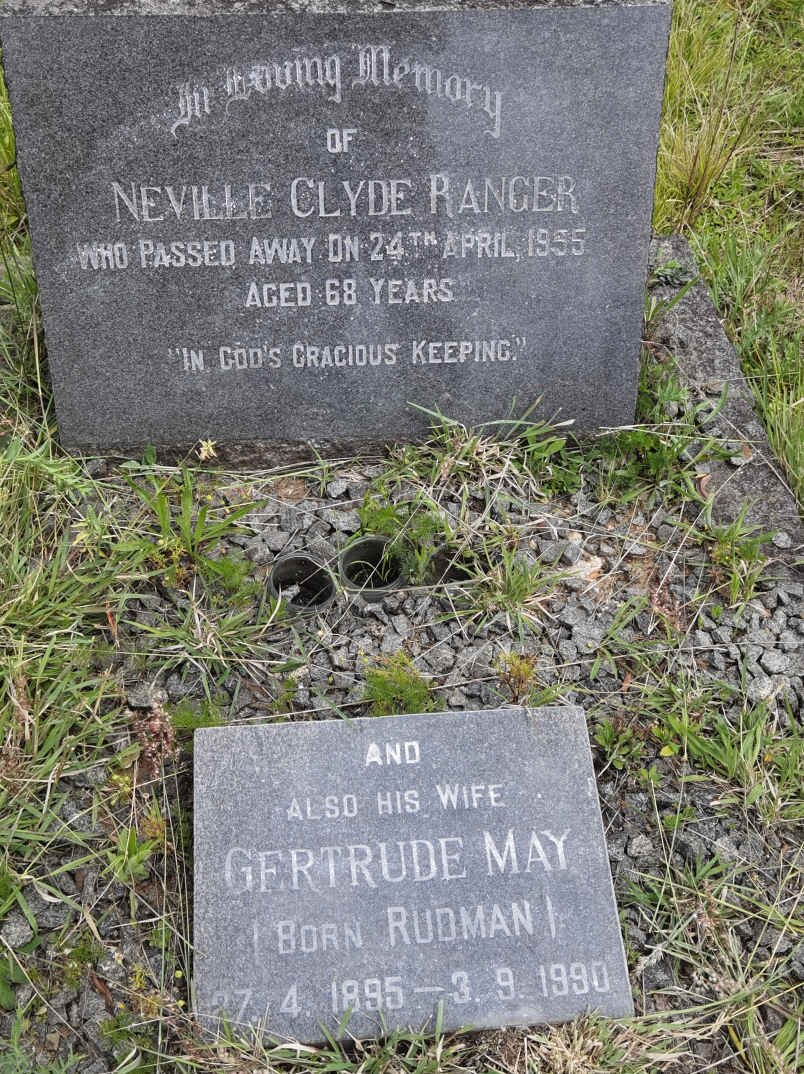 In Loving Memory
OF
NEVILLE CLYDE RANGER
WHO PASSED AWAY ON 24TH APRIL, 1955
AGED 68 YEARS
"IN GOD'S GRACIOUS KEEPING."
AND
ALSO HIS WIFE
GERTRUDE MAY
(BORN RUDMAN)
27. 4. 1895 — 3. 9. 1990